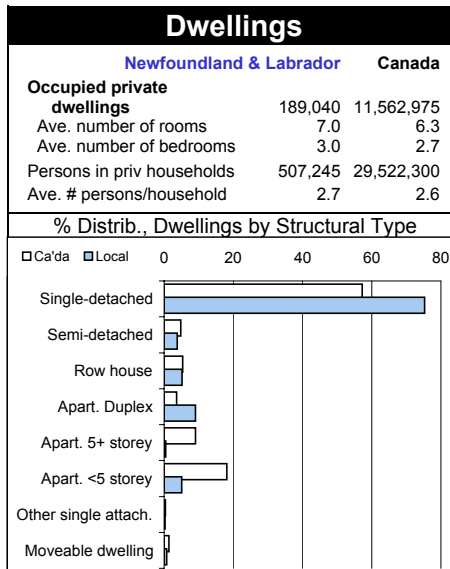 Dwellings
Newfoundland & Labrador Canada
Occupied private
dwellings 189,040 11,562,975
Ave. number of rooms 7.0 6.3
Ave. number of bedrooms 3.0 2.7
Persons in priv households 507,245 29,522,300
Ave. # persons/household 2.7 2.6
% Distrib., Dwellings by Structural Type
Ca'da Local 0 20 40 60 80
Single-detached
Semi-detached
Row house
Apart. Duplex
Apart. 5+ storey
Apart. <5 storey
Other single attach.
Moveable dwelling